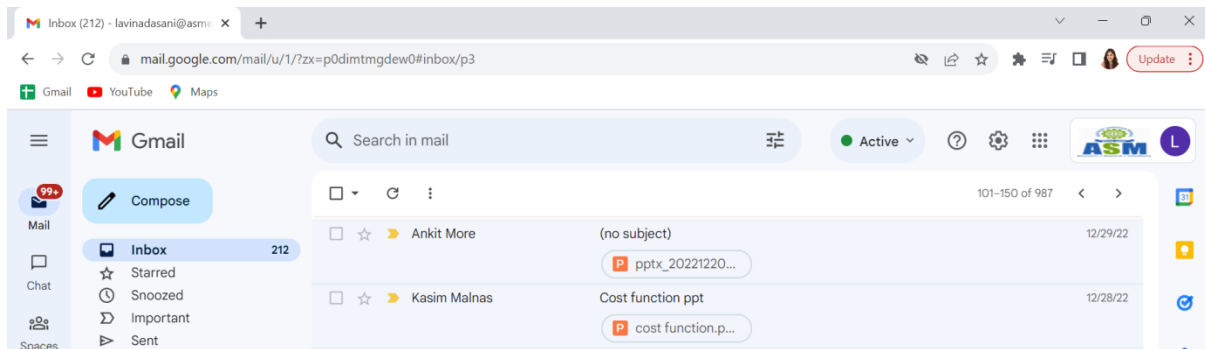 Inbox (212) - lavinadasani@asme
mail.google.com/mail/u/1/?zx=p0dimtmgdew0#inbox/p3
Update
Gmail YouTube Maps
Gmail
Search in mail
Active
ASM
L
99+
Mail
Compose
101–150 of 987
31
Inbox 212
Ankit More (no subject) 12/29/22
P pptx_20221220...
Starred
Chat
Snoozed
Kasim Malnas Cost function ppt 12/28/22
Important
P cost function.p...
Spaces
Sent